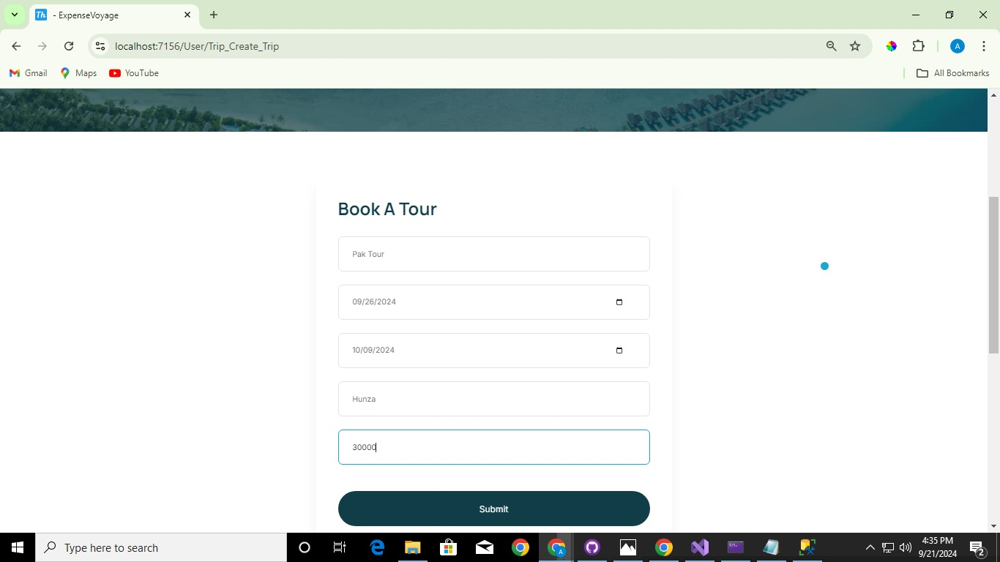 Th - ExpenseVoyage
localhost:7156/User/Trip_Create_Trip
A
Gmail Maps YouTube All Bookmarks
Book A Tour
Pak Tour
09/26/2024
10/09/2024
Hunza
30000
Submit
Type here to search
A
4:35 PM
9/21/2024
2